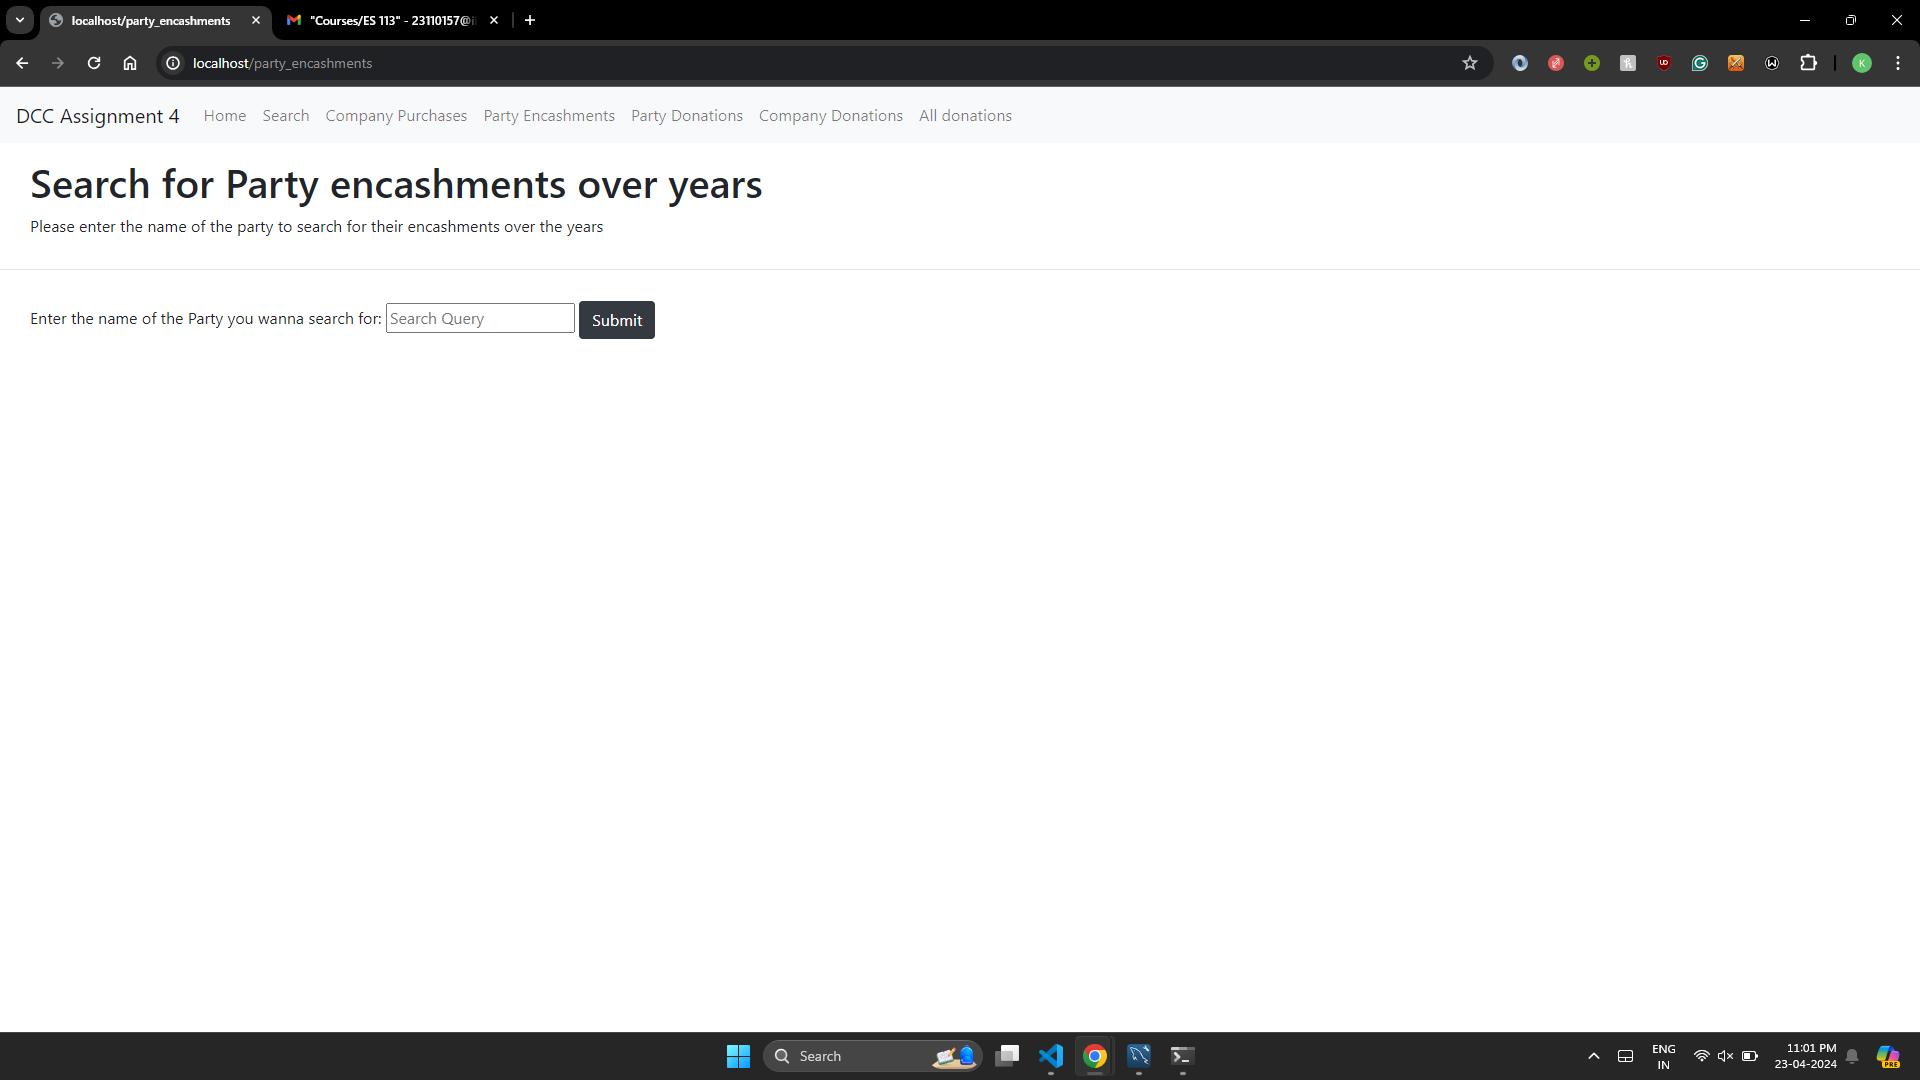 localhost/party_encashments
"Courses/ES 113" - 23110157@ii
localhost/party_encashments
DCC Assignment 4 Home Search Company Purchases Party Encashments Party Donations Company Donations All donations
Search for Party encashments over years
Please enter the name of the party to search for their encashments over the years
Enter the name of the Party you wanna search for: Search Query Submit
Search
ENG
IN
11:01 PM
23-04-2024
K
UD
PRE